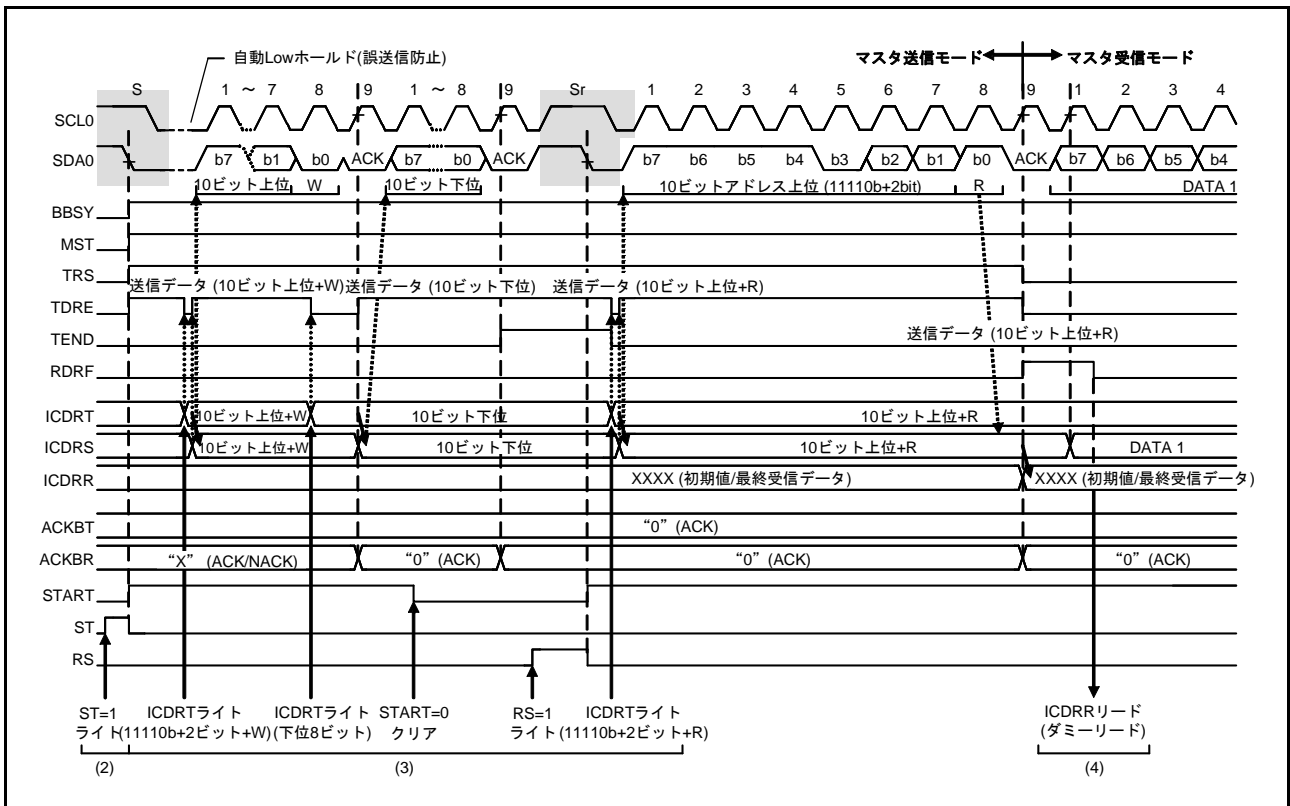 自動Lowホールド(誤送信防止)
マスタ送信モード マスタ受信モード
S 1 ～ 7 8 9 1 ～ 8 9 Sr 1 2 3 4 5 6 7 8 9 1 2 3 4
SCL0
SDA0 b7 b1 b0 ACK b7 b0 ACK b7 b6 b5 b4 b3 b2 b1 b0 ACK b7 b6 b5 b4
10ビット上位 W 10ビット下位 10ビットアドレス上位 (11110b+2bit) R DATA 1
BBSY
MST
TRS
送信データ (10ビット上位+W) 送信データ (10ビット下位) 送信データ (10ビット上位+R)
TDRE
TEND 送信データ (10ビット上位+R)
RDRF
ICDRT 10ビット上位+W 10ビット下位 10ビット上位+R
ICDRS 10ビット上位+W 10ビット下位 10ビット上位+R DATA 1
ICDRR XXXX (初期値/最終受信データ) XXXX (初期値/最終受信データ)
ACKBT “0” (ACK)
ACKBR “X” (ACK/NACK) “0” (ACK) “0” (ACK) “0” (ACK)
START
ST
RS
ST=1 ICDRTライト ICDRTライト START=0 RS=1 ICDRTライト ICDRRリード
ライト (11110b+2ビット+W) (下位8ビット) クリア ライト (11110b+2ビット+R) (ダミーリード)
(2) (3) (4)